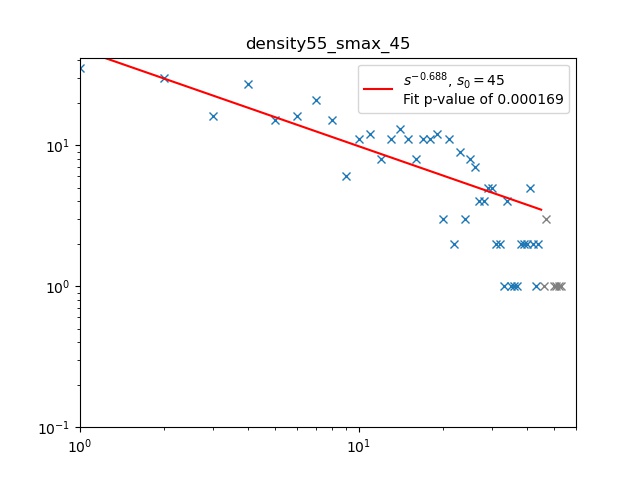 density55_smax_45
s^{-0.688}, s_0 = 45
Fit p-value of 0.000169
10^1
10^0
10^{-1}
10^0
10^1